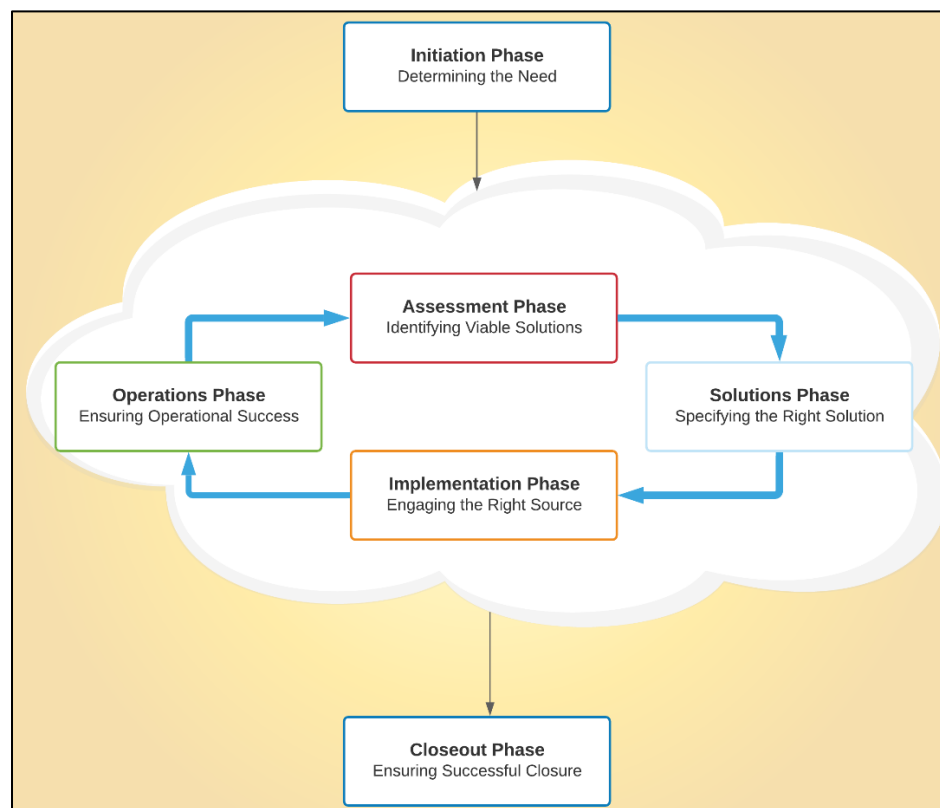 Initiation Phase
Determining the Need
Assessment Phase
Identifying Viable Solutions
Operations Phase
Ensuring Operational Success
Solutions Phase
Specifying the Right Solution
Implementation Phase
Engaging the Right Source
Closeout Phase
Ensuring Successful Closure